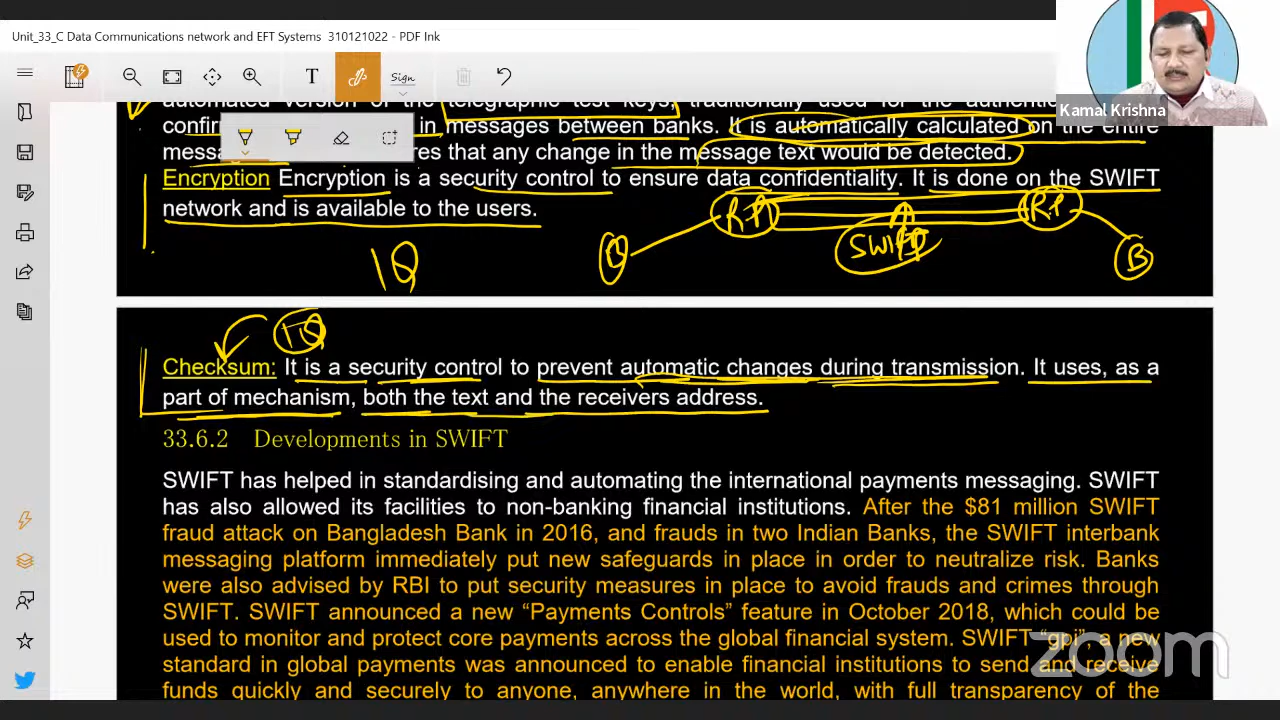 Unit_33_C Data Communications network and EFT Systems 310121022 - PDF Ink
T
Sign
Kamal Krishna
automated version of the telegraphic test keys, traditionally used for the
confir in messages between banks. It is automatically calculated on the entire
messa res that any change in the message text would be detected.
Encryption Encryption is a security control to ensure data confidentiality. It is done on the SWIFT
network and is available to the users.
RP
RP
SWIFT
B
1Q
1Q
Checksum: It is a security control to prevent automatic changes during transmission. It uses, as a
part of mechanism, both the text and the receivers address.
33.6.2 Developments in SWIFT
SWIFT has helped in standardising and automating the international payments messaging. SWIFT
has also allowed its facilities to non-banking financial institutions. After the $81 million SWIFT
fraud attack on Bangladesh Bank in 2016, and frauds in two Indian Banks, the SWIFT interbank
messaging platform immediately put new safeguards in place in order to neutralize risk. Banks
were also advised by RBI to put security measures in place to avoid frauds and crimes through
SWIFT. SWIFT announced a new “Payments Controls” feature in October 2018, which could be
used to monitor and protect core payments across the global financial system. SWIFT “gpi”, a new
standard in global payments was announced to enable financial institutions to send and receive
funds quickly and securely to anyone, anywhere in the world, with full transparency of the
zoom